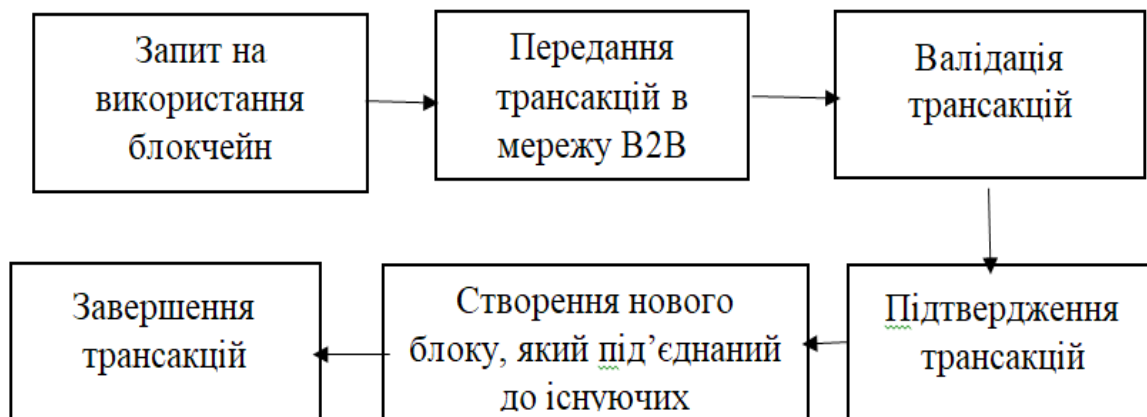 Запит на
використання
блокчейн
Передання
трансакцій в
мережу В2В
Валідація
трансакцій
Підтвердження
трансакцій
Створення нового
блоку, який під’єднаний
до існуючих
Завершення
трансакцій